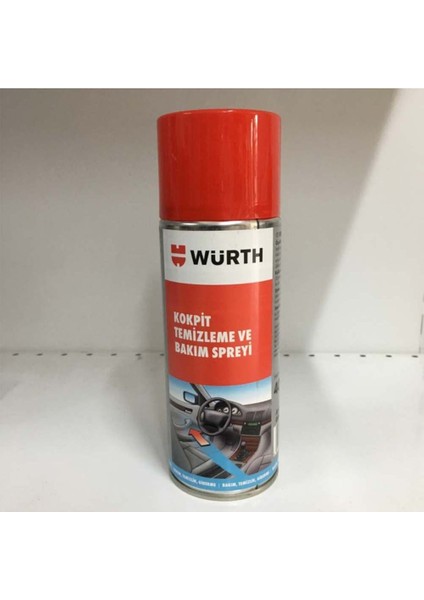 WÜRTH
KOKPİT
TEMİZLEME VE
BAKIM SPREYİ